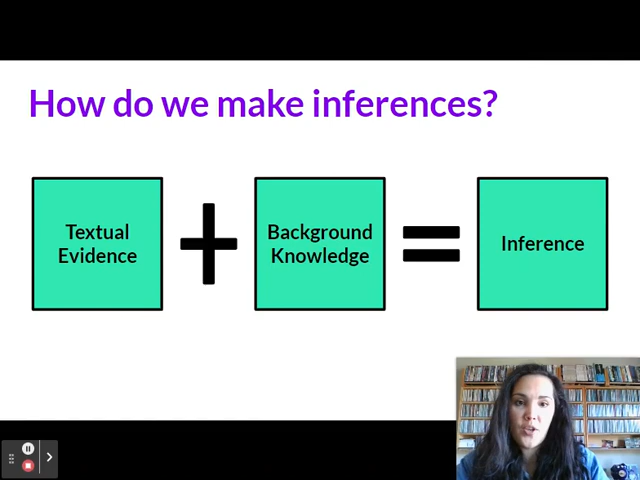 How do we make inferences?
Textual
Evidence
+
Background
Knowledge
=
Inference